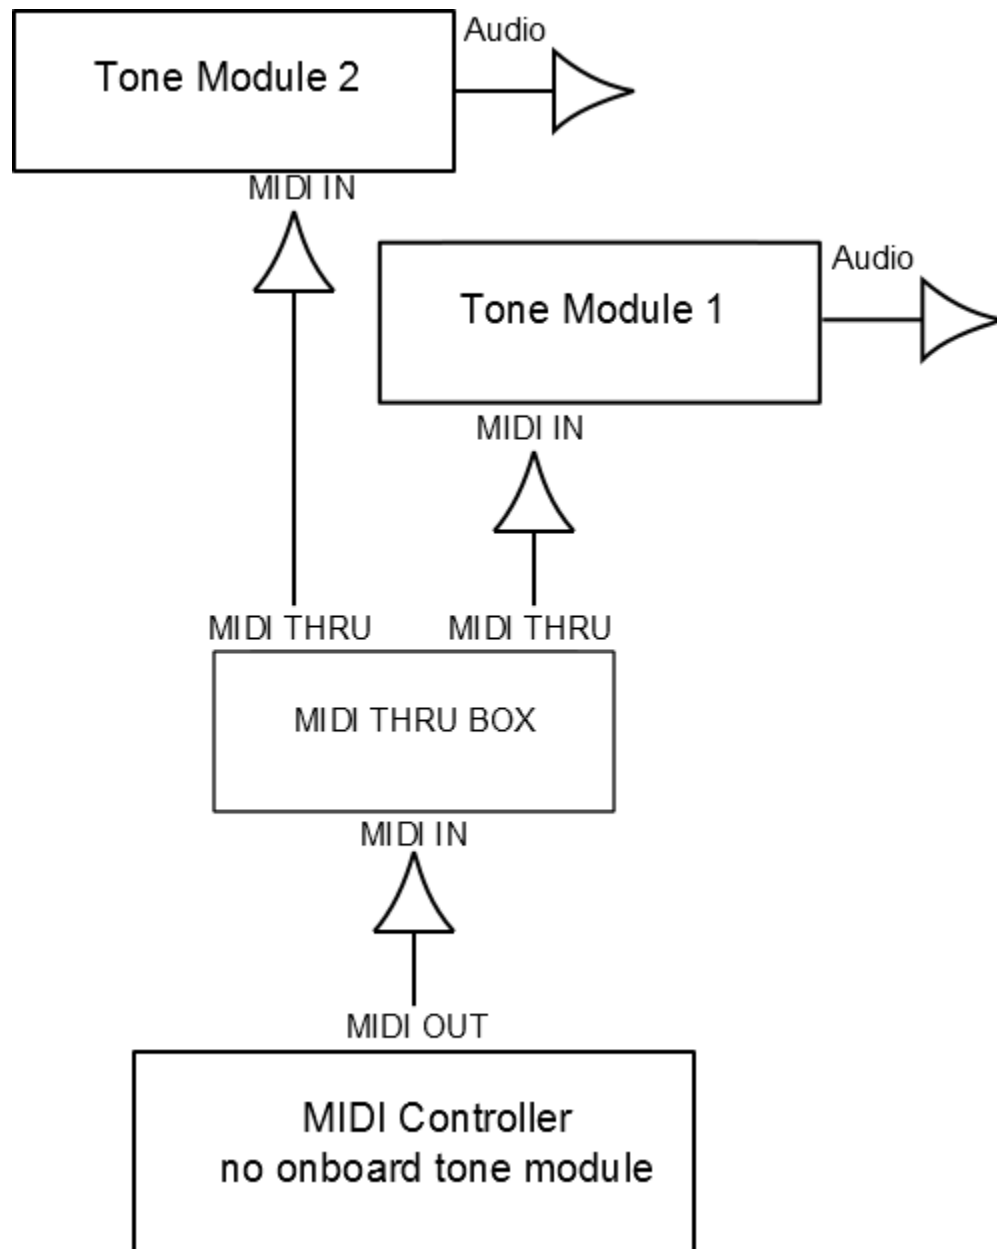 Audio
Tone Module 2
MIDI IN
Audio
Tone Module 1
MIDI IN
MIDI THRU MIDI THRU
MIDI THRU BOX
MIDI IN
MIDI OUT
MIDI Controller
no onboard tone module